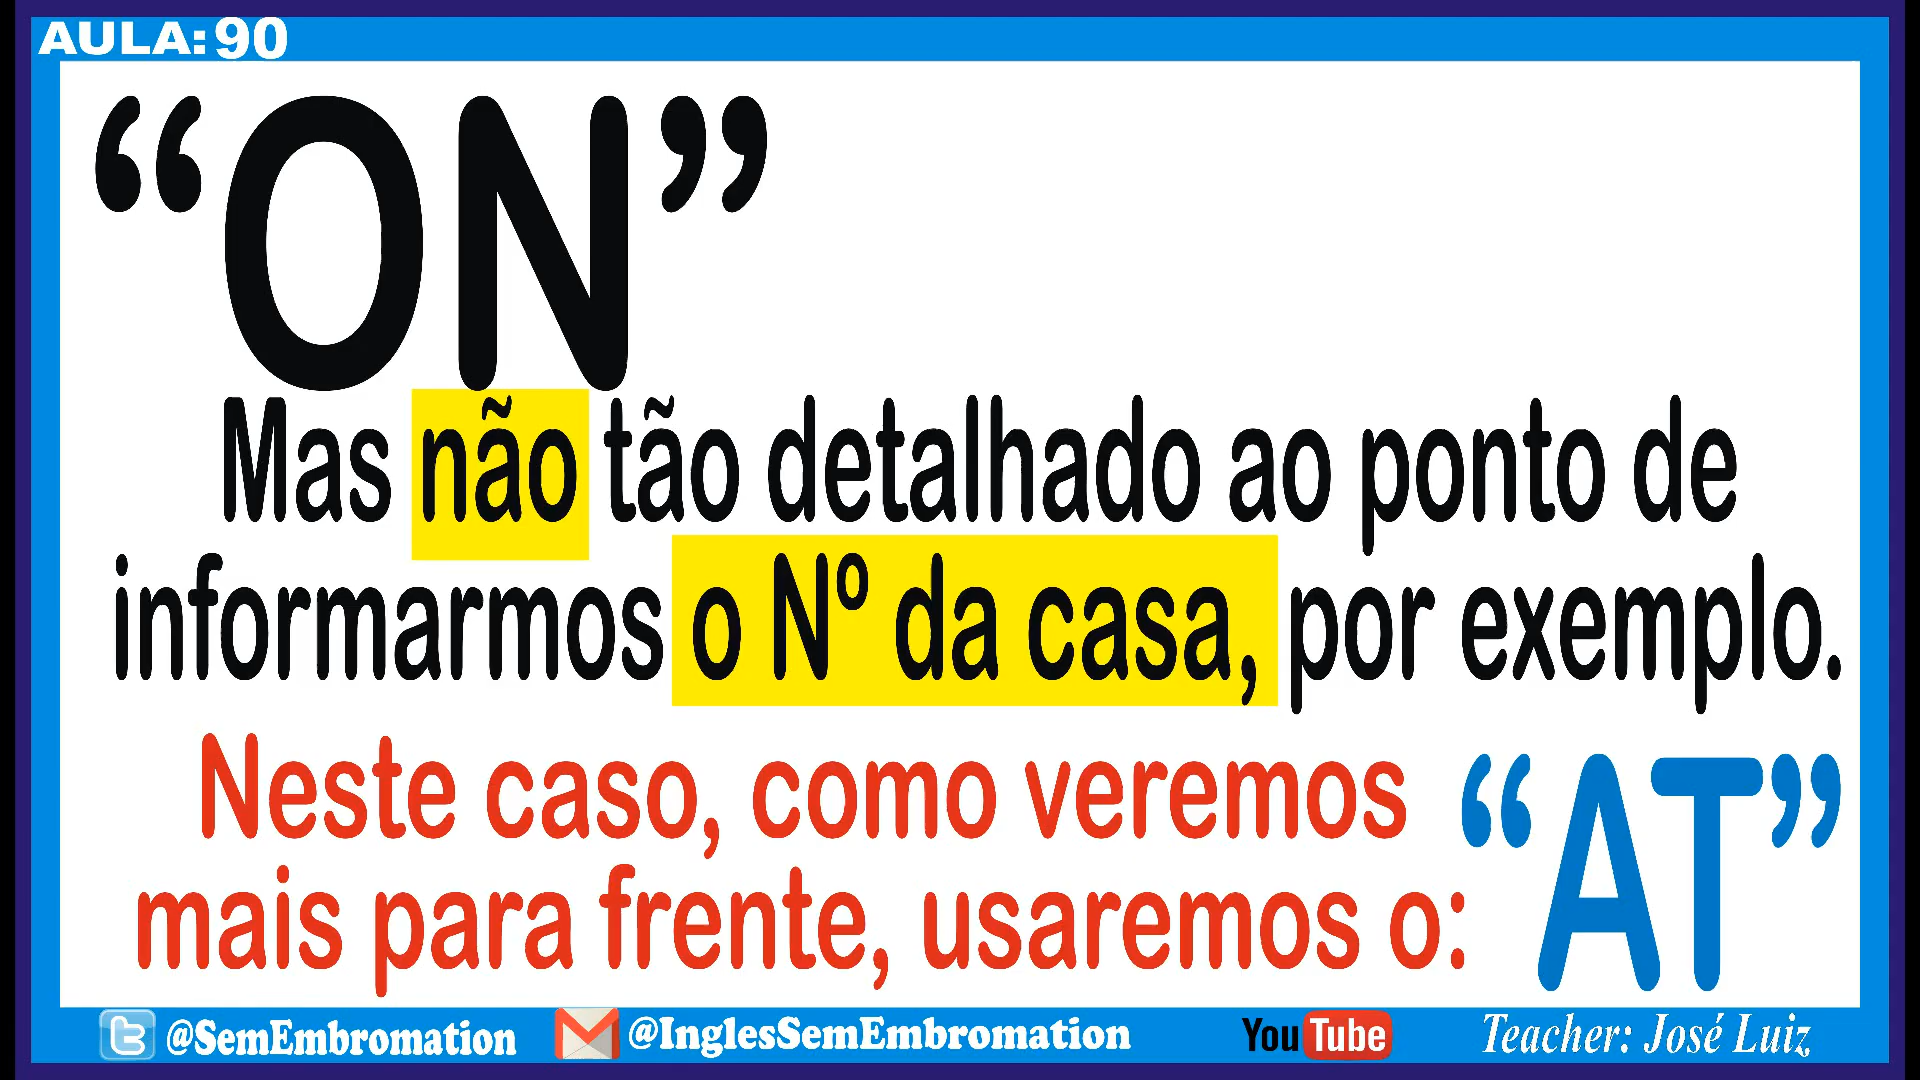 AULA: 90
“ON”
Mas não tão detalhado ao ponto de
informarmos o Nº da casa, por exemplo.
Neste caso, como veremos
mais para frente, usaremos o: “AT”
@SemEmbromation @InglesSemEmbromation YouTube Teacher: José Luiz